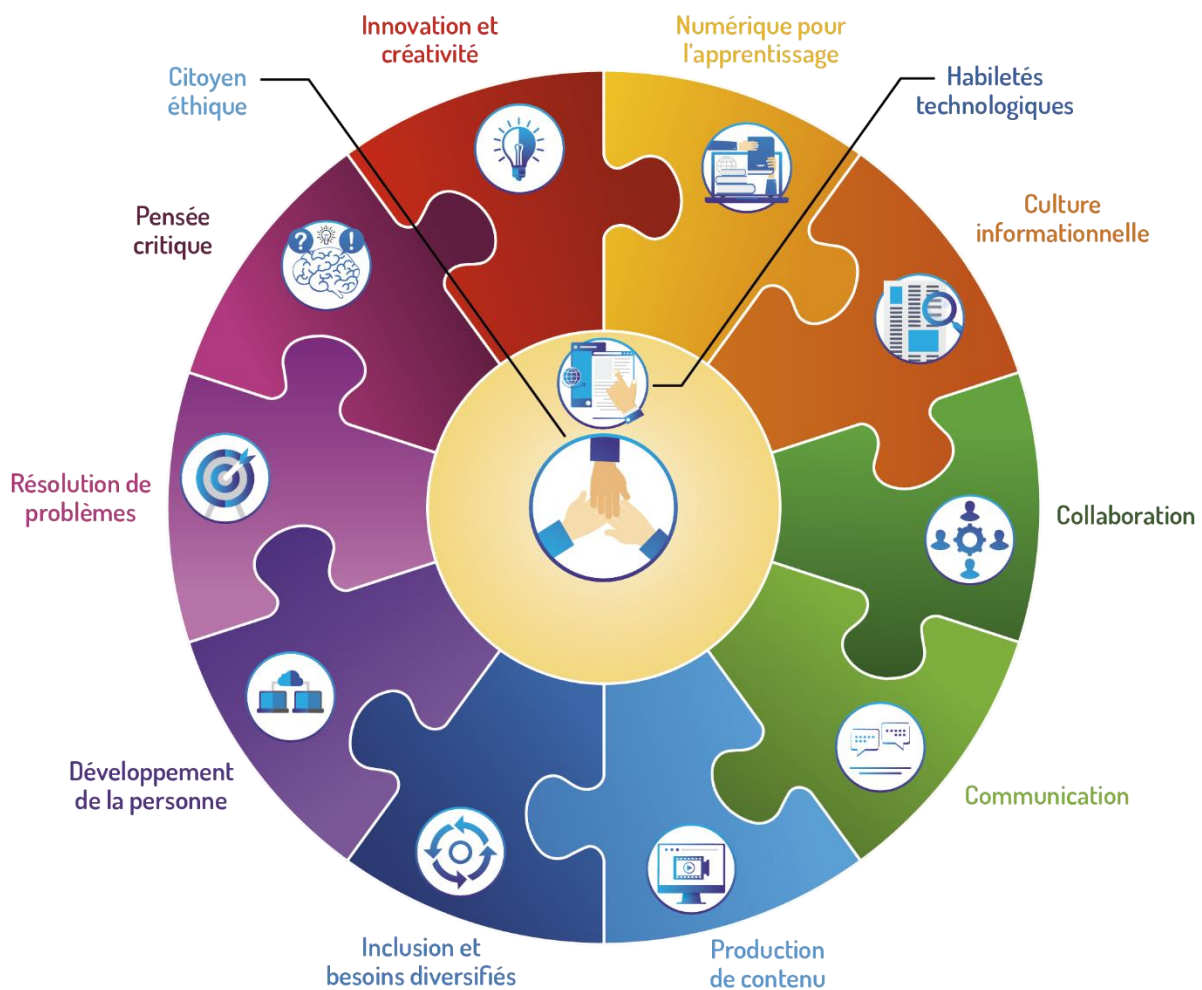 Innovation et
créativité
Numérique pour
l'apprentissage
Citoyen
éthique
Habiletés
technologiques
Pensée
critique
?
!
Culture
informationnelle
Résolution de
problèmes
Collaboration
Développement
de la personne
Communication
Inclusion et
besoins diversifiés
Production
de contenu